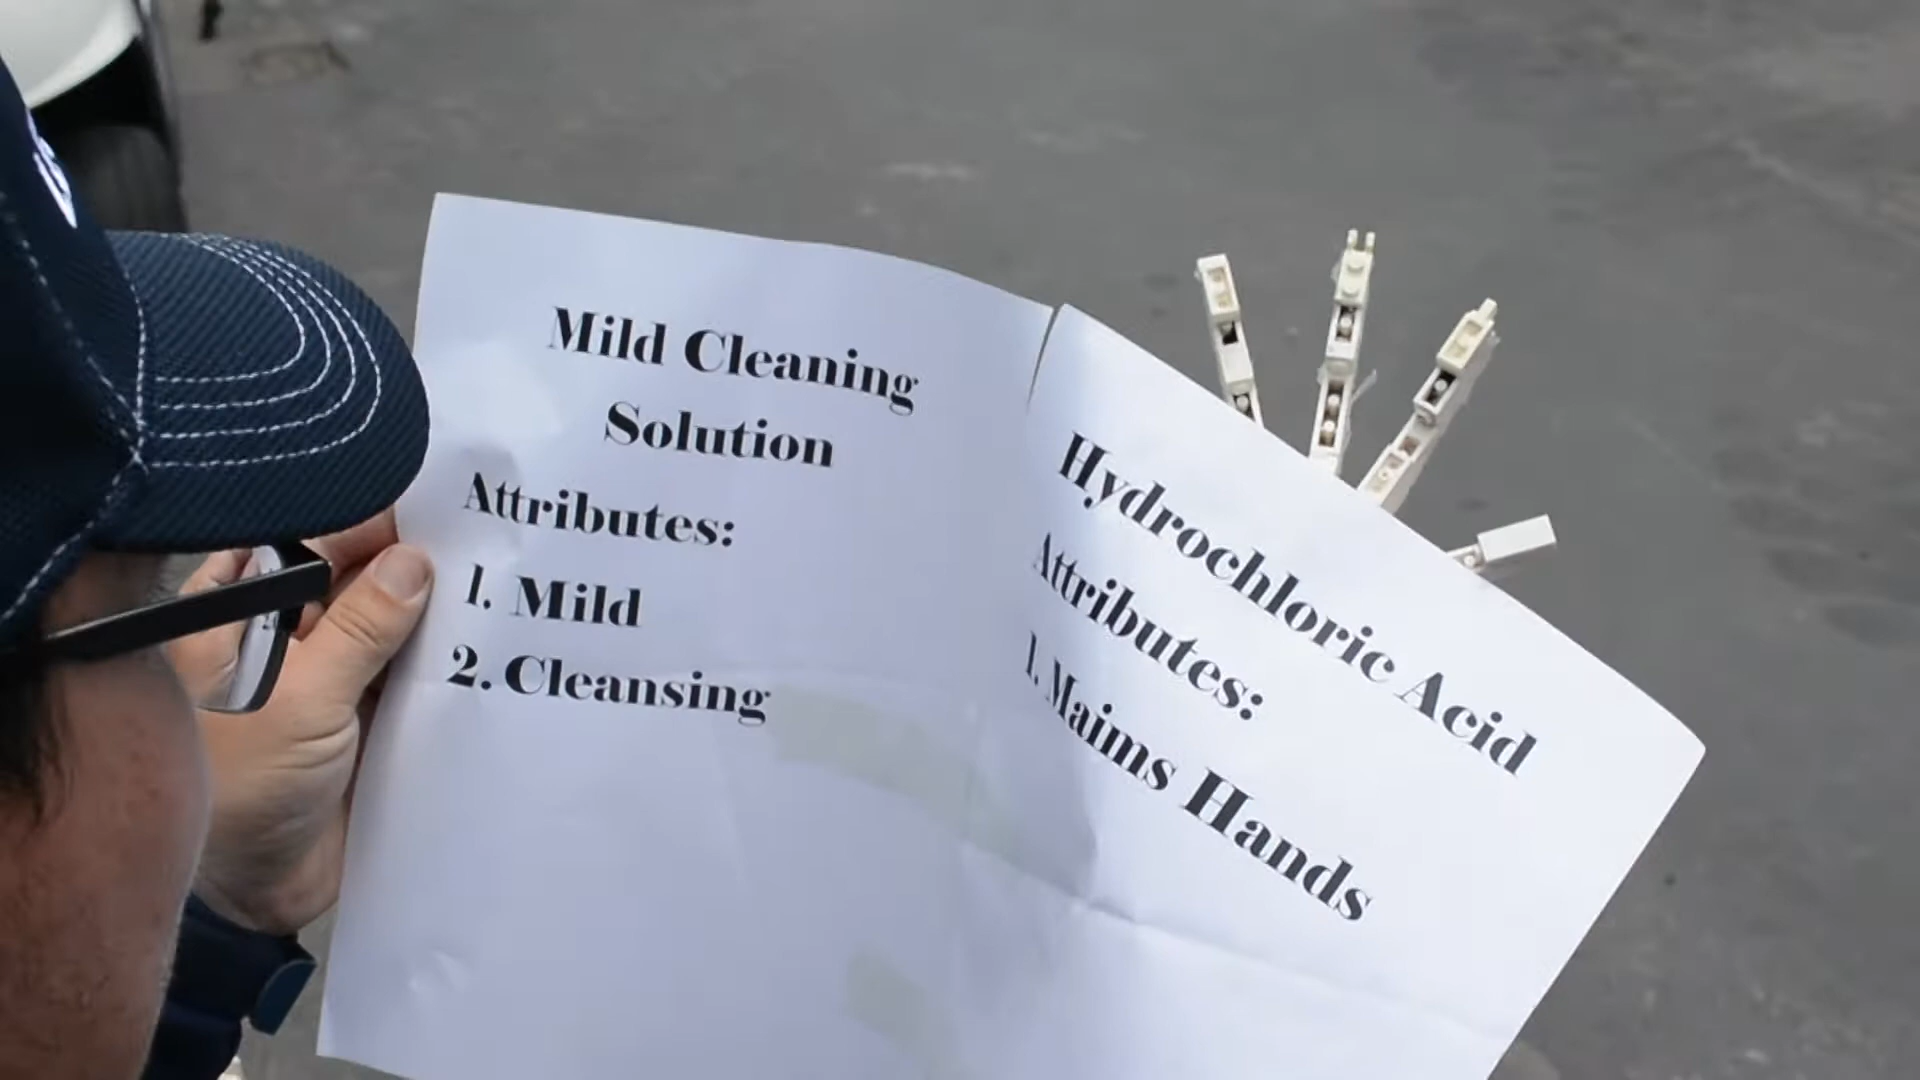 Mild Cleaning
Solution
Attributes:
1. Mild
2. Cleansing
Hydrochloric Acid
Attributes:
1. Maims Hands